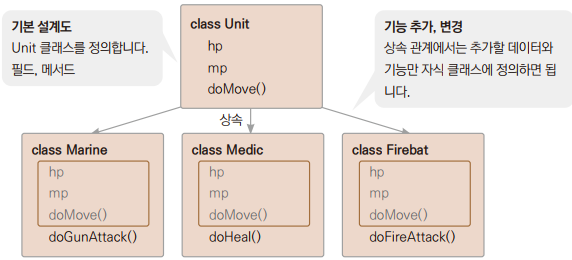 기본 설계도
Unit 클래스를 정의합니다.
필드, 메서드
class Unit
hp
mp
doMove()
기능 추가, 변경
상속 관계에서는 추가할 데이터와
기능만 자식 클래스에 정의하면 됩
니다.
상속
class Marine
hp
mp
doMove()
doGunAttack()
class Medic
hp
mp
doMove()
doHeal()
class Firebat
hp
mp
doMove()
doFireAttack()